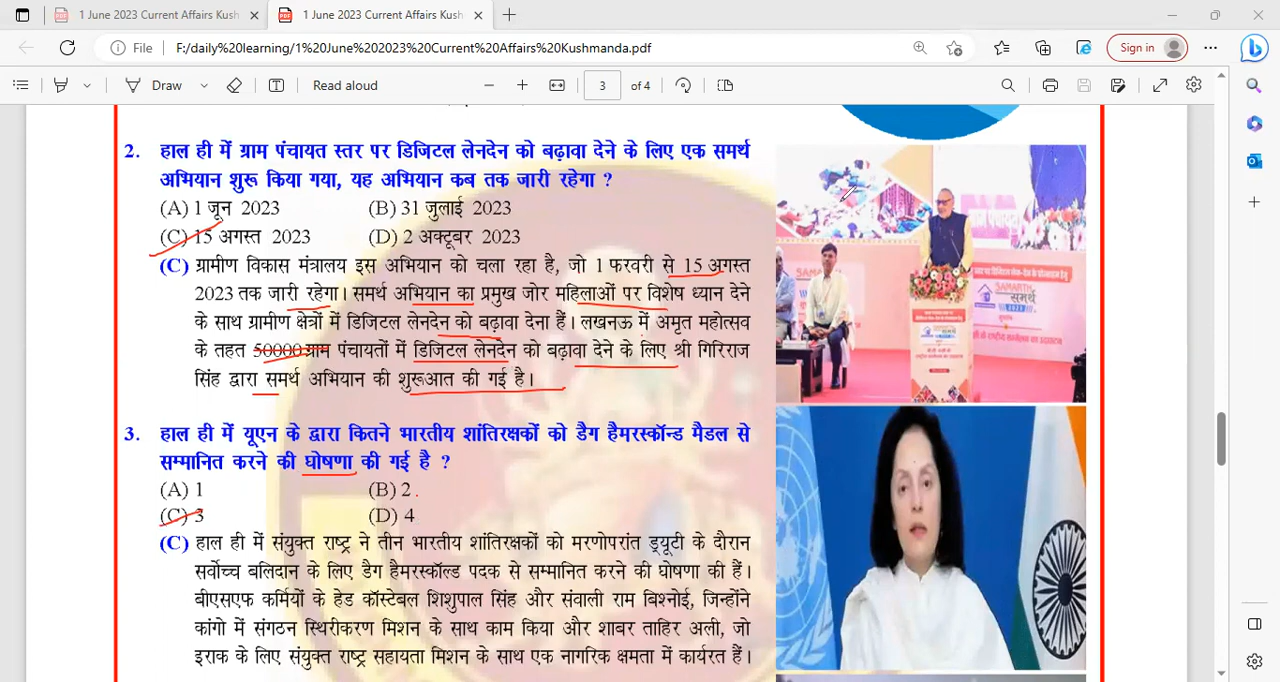 1 June 2023 Current Affairs Kush
1 June 2023 Current Affairs Kush
File F:/daily%20learning/1%20June%202023%20Current%20Affairs%20Kushmanda.pdf
Sign in
Draw
Read aloud
3 of 4
2. हाल ही में ग्राम पंचायत स्तर पर डिजिटल लेनदेन को बढ़ावा देने के लिए एक समर्थ
अभियान शुरू किया गया, यह अभियान कब तक जारी रहेगा ?
(A) 1 जून 2023 (B) 31 जुलाई 2023
(C) 15 अगस्त 2023 (D) 2 अक्टूबर 2023
(C) ग्रामीण विकास मंत्रालय इस अभियान को चला रहा है, जो 1 फरवरी से 15 अगस्त
2023 तक जारी रहेगा। समर्थ अभियान का प्रमुख जोर महिलाओं पर विशेष ध्यान देने
के साथ ग्रामीण क्षेत्रों में डिजिटल लेनदेन को बढ़ावा देना हैं। लखनऊ में अमृत महोत्सव
के तहत 50000 ग्राम पंचायतों में डिजिटल लेनदेन को बढ़ावा देने के लिए श्री गिरिराज
सिंह द्वारा समर्थ अभियान की शुरूआत की गई है।
SAMARTH
समर्थ
3. हाल ही में यूएन के द्वारा कितने भारतीय शांतिरक्षकों को डैग हैमरस्कॉन्ड मैडल से
सम्मानित करने की घोषणा की गई है ?
(A) 1 (B) 2
(C) 3 (D) 4
(C) हाल ही में संयुक्त राष्ट्र ने तीन भारतीय शांतिरक्षकों को मरणोपरांत ड्यूटी के दौरान
सर्वोच्च बलिदान के लिए डैग हैमरस्कोल्ड पदक से सम्मानित करने की घोषणा की हैं।
बीएसएफ कर्मियों के हेड कॉस्टेबल शिशुपाल सिंह और संवाली राम बिश्नोई, जिन्होंने
कांगो में संगठन स्थिरीकरण मिशन के साथ काम किया और शाबर ताहिर अली, जो
इराक के लिए संयुक्त राष्ट्र सहायता मिशन के साथ एक नागरिक क्षमता में कार्यरत हैं।